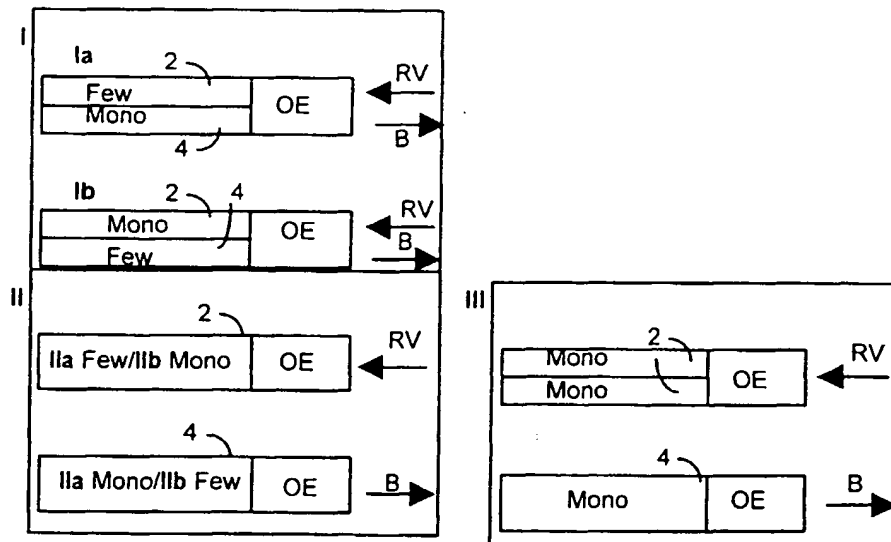 I
Ia
2
Few
Mono
OE
RV
B
4
Ib
2
4
Mono
Few
OE
RV
B
II
2
IIa Few/IIb Mono
OE
RV
4
IIa Mono/IIb Few
OE
B
III
2
Mono
Mono
OE
RV
4
Mono
OE
B